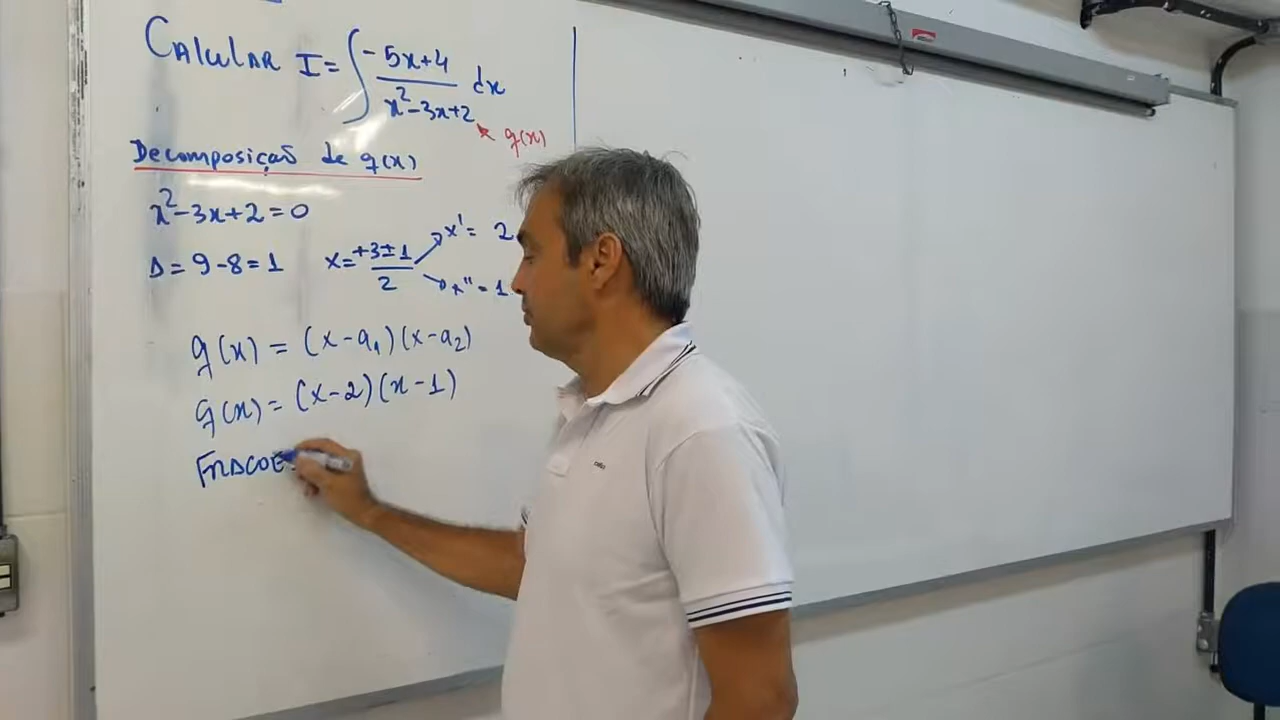 CALCULAR I = ∫ -5x+4 / x²-3x+2 dx
q(x)
Decomposição de q(x)
x²-3x+2=0
Δ = 9-8=1 x = +3±1 / 2 x' = 2
x'' = 1
q(x) = (x-a₁)(x-a₂)
q(x) = (x-2)(x-1)
FRACOE